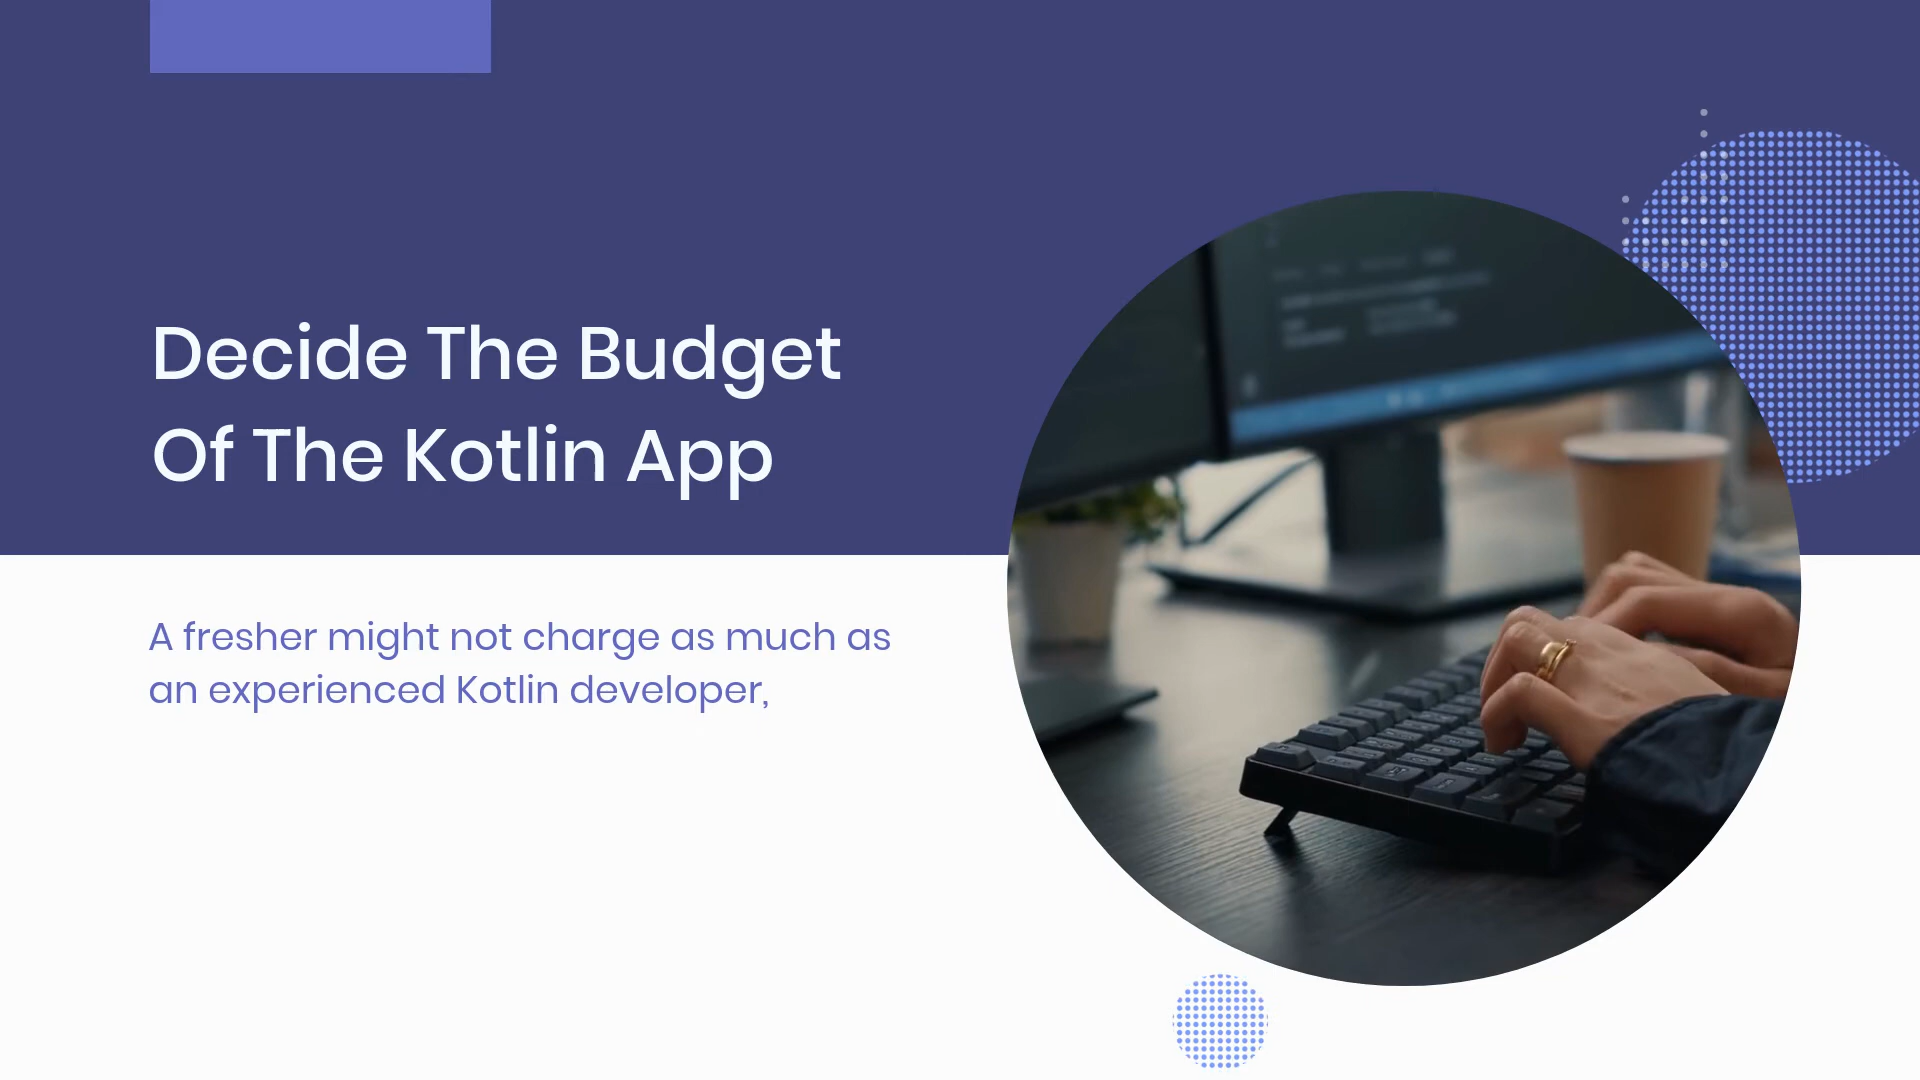 Decide The Budget
Of The Kotlin App
A fresher might not charge as much as
an experienced Kotlin developer,